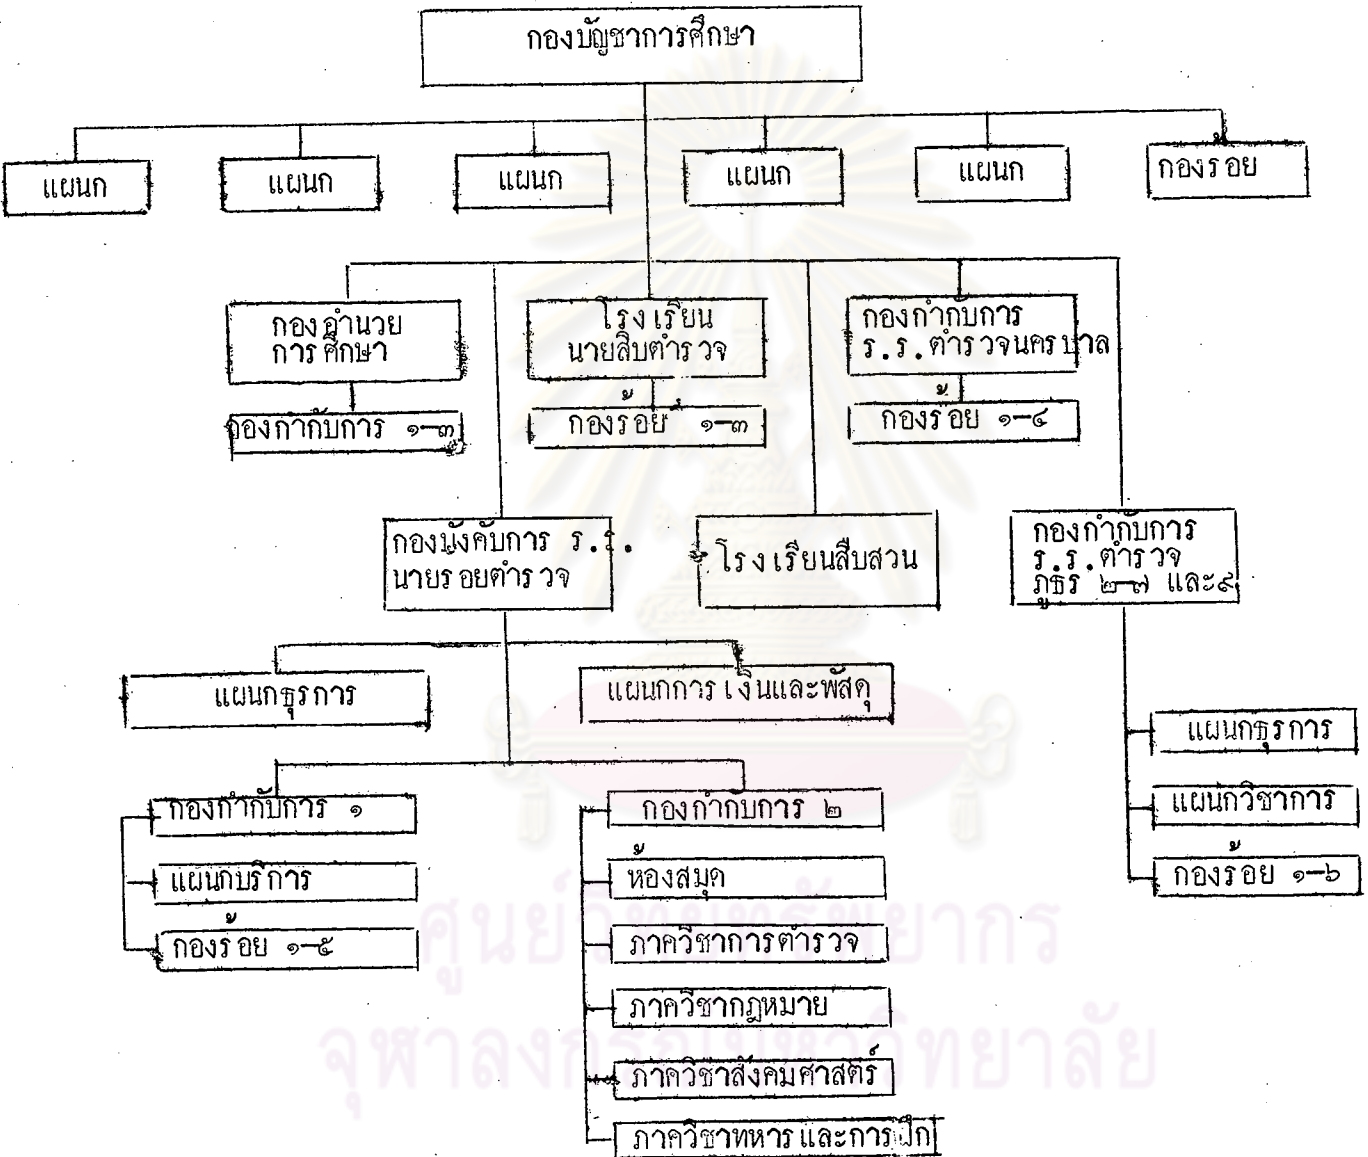 กองบัญชาการศึกษา
แผนก
แผนก
แผนก
แผนก
แผนก
กองร้อย
กองอำนวย
การศึกษา
โรงเรียน
นายสิบตำรวจ
กองกำกับการ
ร.ร.ตำรวจนครบาล
กองกำกับการ ๑-๓
กองร้อย ๑-๓
กองร้อย ๑-๔
กองบังคับการ ร.ร.
นายรอยตำรวจ
โรงเรียนสืบสวน
กองกำกับการ
ร.ร.ตำรวจ
ภูธร ๒-๗ และ๙
แผนกธุรการ
แผนกการเงินและพัสดุ
แผนกธุรการ
กองกำกับการ ๑
กองกำกับการ ๒
แผนกวิชาการ
แผนกบริการ
ห้องสมุด
กองร้อย ๑-๖
กองร้อย ๑-๕
ภาควิชาการตำรวจ
ภาควิชากฎหมาย
ภาควิชาสังคมศาสตร์
ภาควิชาทหารและการฝึก
ศูนย์วิทยทรัพยากร
จุฬาลงกรณ์มหาวิทยาลัย